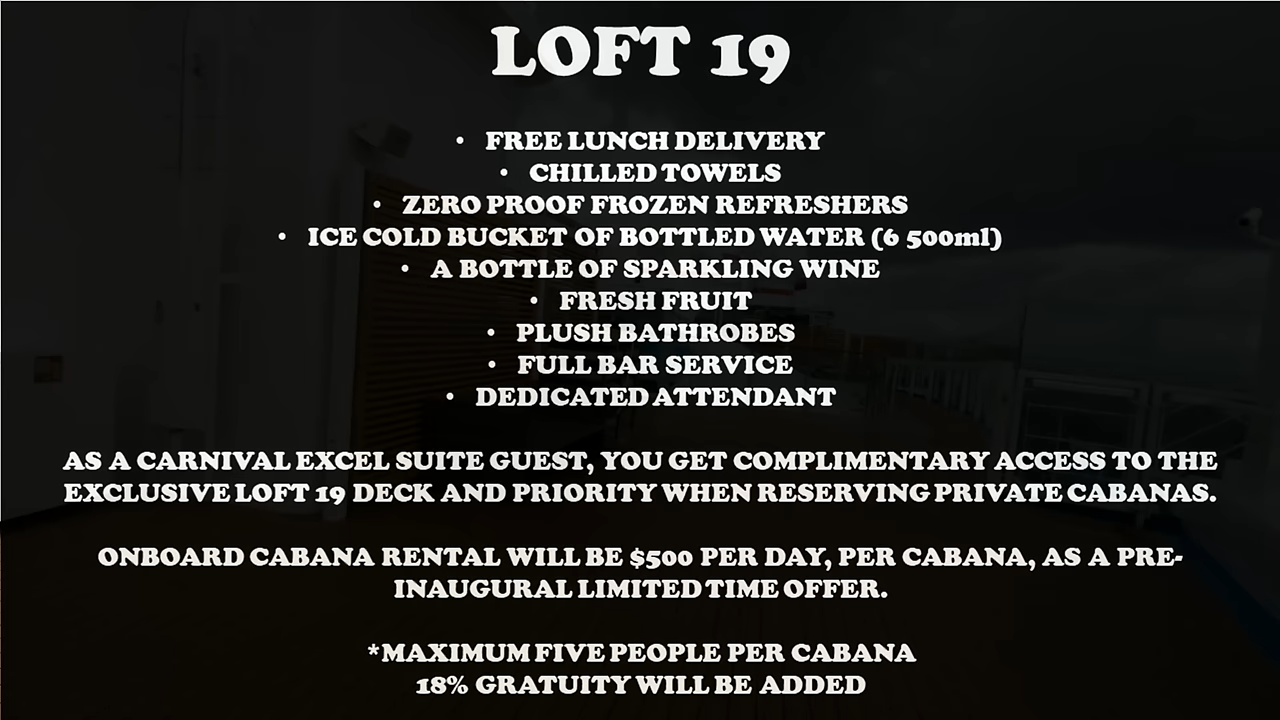 LOFT 19
• FREE LUNCH DELIVERY
• CHILLED TOWELS
• ZERO PROOF FROZEN REFRESHERS
• ICE COLD BUCKET OF BOTTLED WATER (6 500ml)
• A BOTTLE OF SPARKLING WINE
• FRESH FRUIT
• PLUSH BATHROBES
• FULL BAR SERVICE
• DEDICATED ATTENDANT
AS A CARNIVAL EXCEL SUITE GUEST, YOU GET COMPLIMENTARY ACCESS TO THE
EXCLUSIVE LOFT 19 DECK AND PRIORITY WHEN RESERVING PRIVATE CABANAS.
ONBOARD CABANA RENTAL WILL BE $500 PER DAY, PER CABANA, AS A PRE-
INAUGURAL LIMITED TIME OFFER.
*MAXIMUM FIVE PEOPLE PER CABANA
18% GRATUITY WILL BE ADDED